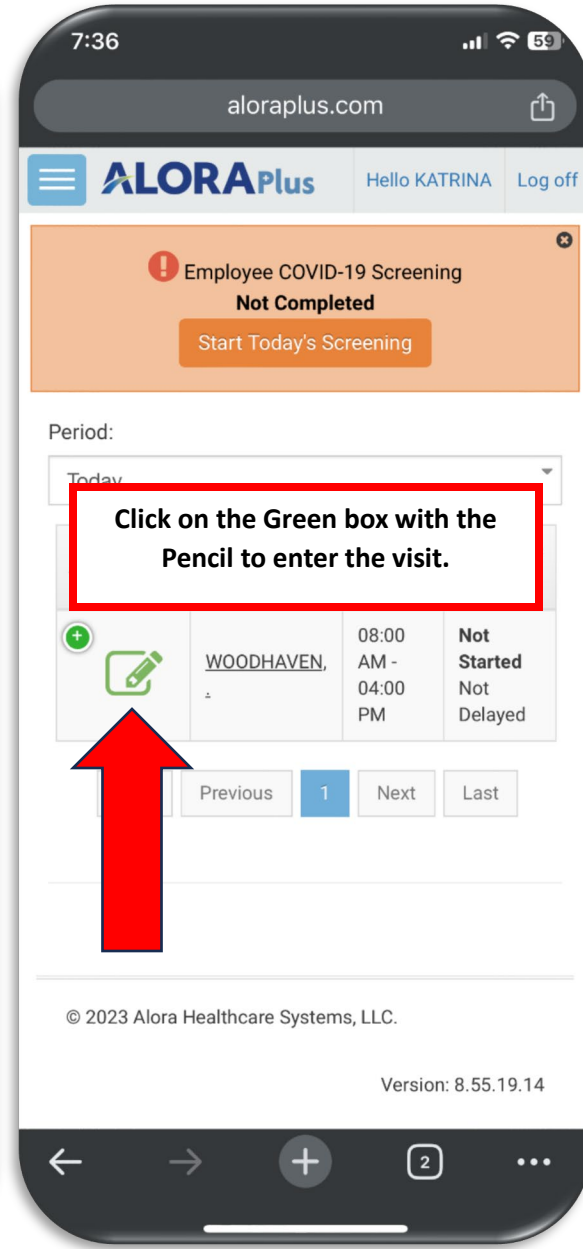 7:36
59
aloraplus.com
ALORA Plus
Hello KATRINA
Log off
Employee COVID-19 Screening
Not Completed
Start Today's Screening
Period:
Today
Click on the Green box with the
Pencil to enter the visit.
WOODHAVEN,
.
08:00
AM -
04:00
PM
Not
Started
Not
Delayed
Previous
1
Next
Last
© 2023 Alora Healthcare Systems, LLC.
Version: 8.55.19.14
2